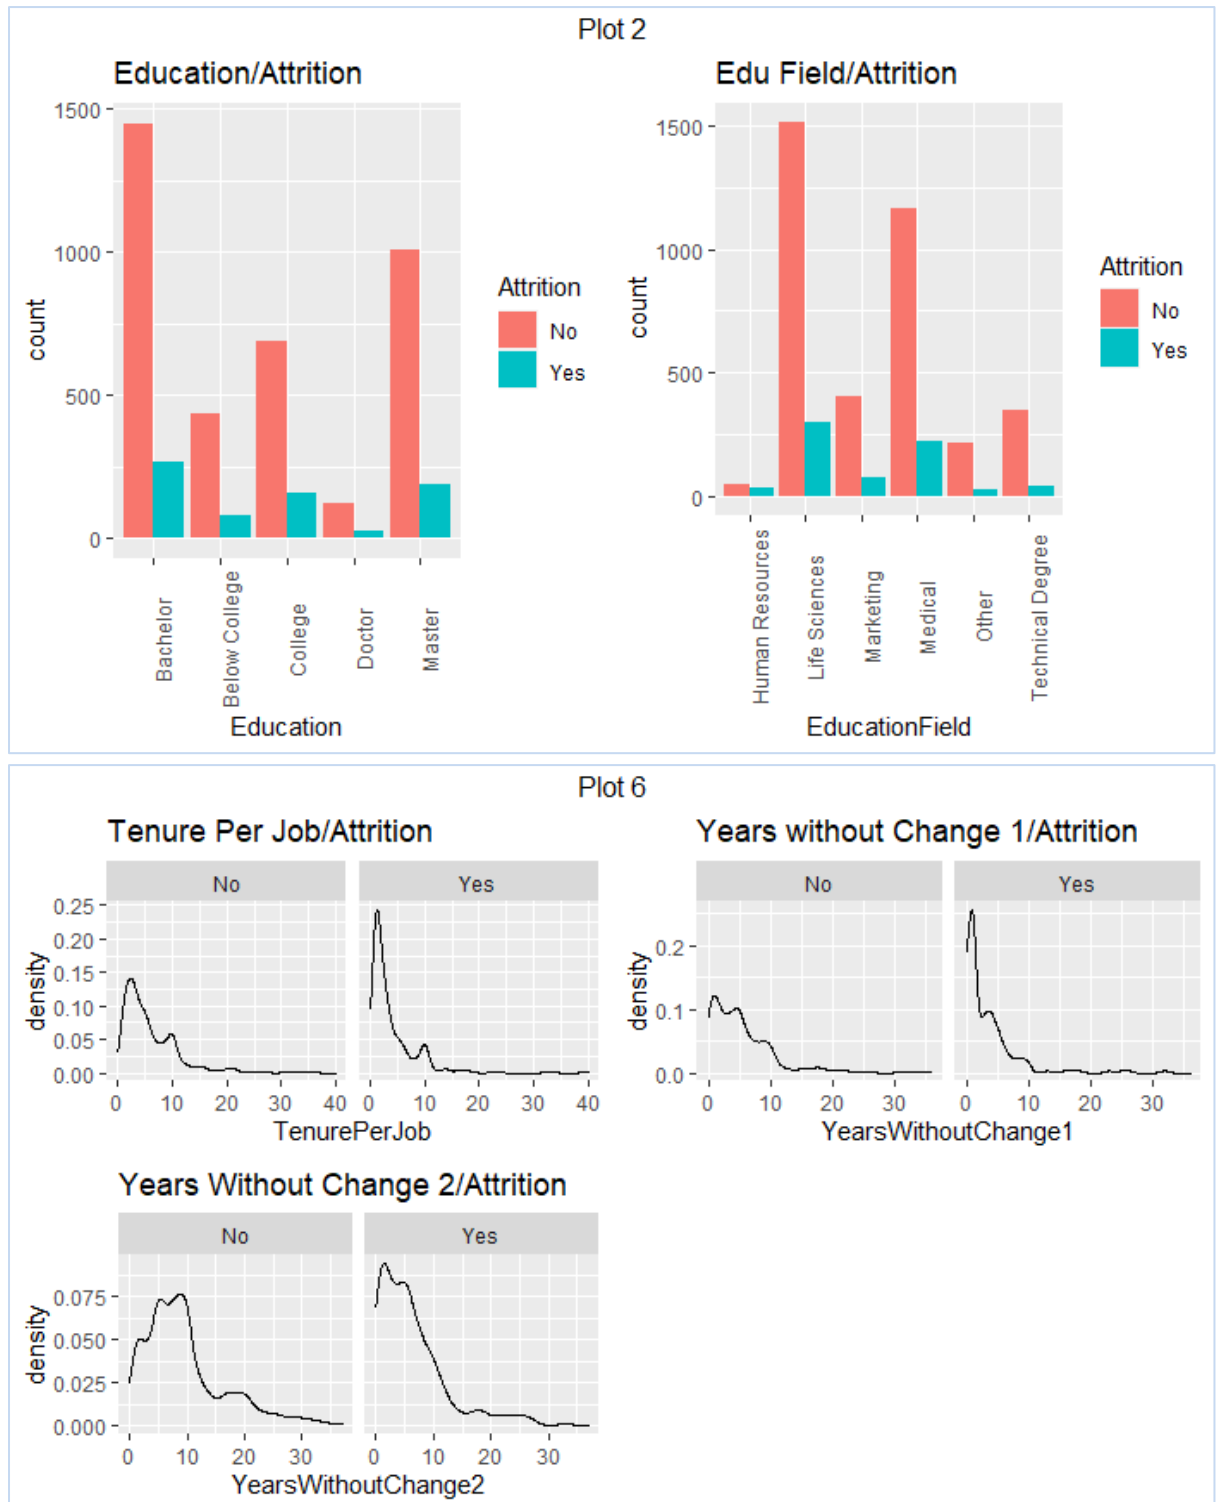 Plot 2
Education/Attrition
1500
1000
500
0
count
Bachelor
Below College
College
Doctor
Master
Education
Attrition
No
Yes
Edu Field/Attrition
1500
1000
500
0
count
Human Resources
Life Sciences
Marketing
Medical
Other
Technical Degree
EducationField
Attrition
No
Yes
Plot 6
Tenure Per Job/Attrition
No Yes
0.25
0.20
0.15
0.10
0.05
0.00
density
0 10 20 30 40 0 10 20 30 40
TenurePerJob
Years without Change 1/Attrition
No Yes
0.2
0.1
0.0
density
0 10 20 30 0 10 20 30
YearsWithoutChange1
Years Without Change 2/Attrition
No Yes
0.075
0.050
0.025
0.000
density
0 10 20 30 0 10 20 30
YearsWithoutChange2